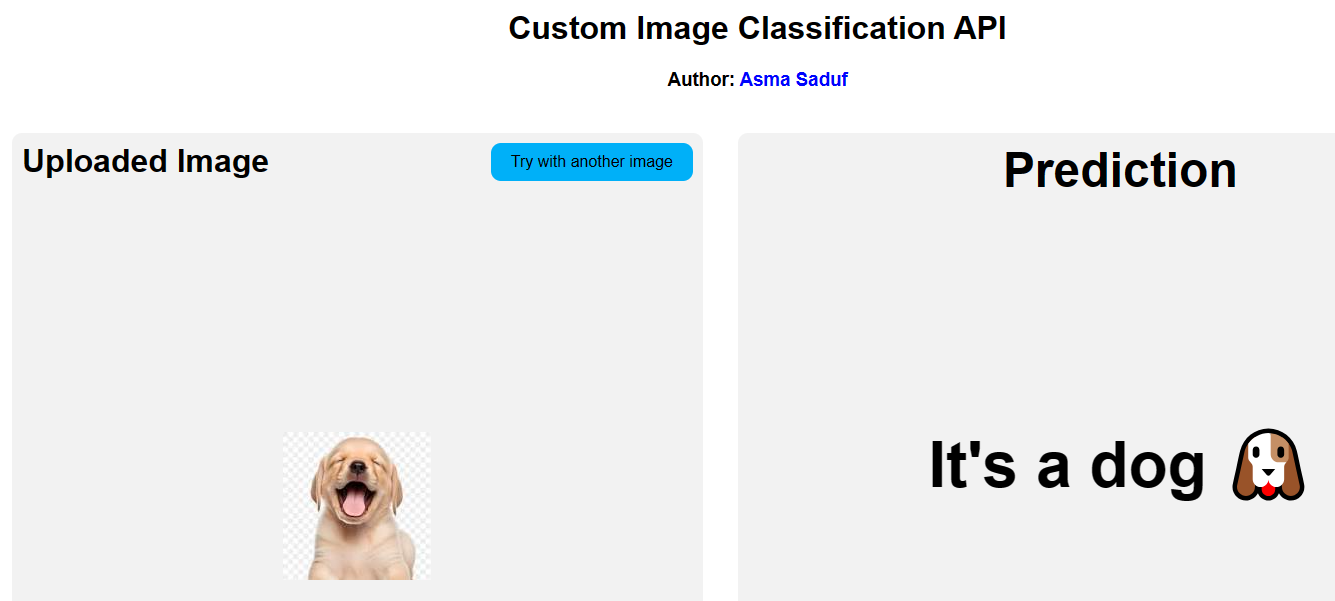 Custom Image Classification API
Author: Asma Saduf
Uploaded Image
Try with another image
Prediction
It's a dog